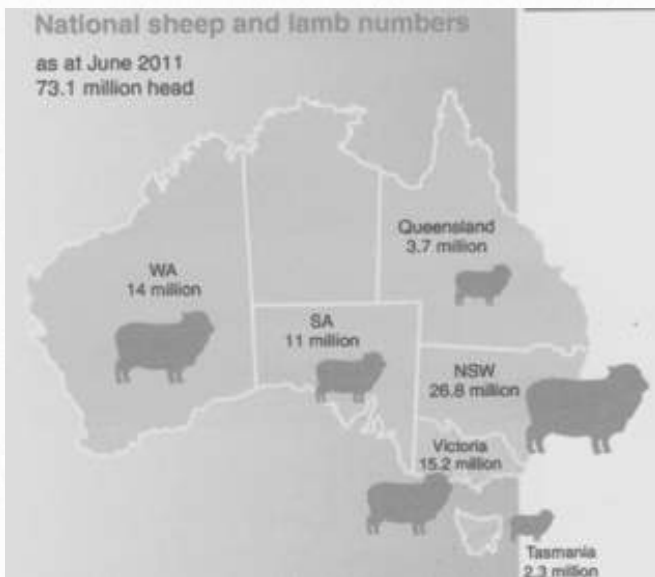 National sheep and lamb numbers
as at June 2011
73.1 million head
Queensland
3.7 million
WA
14 million
SA
11 million
NSW
26.8 million
Victoria
15.2 million
Tasmania
2.3 million